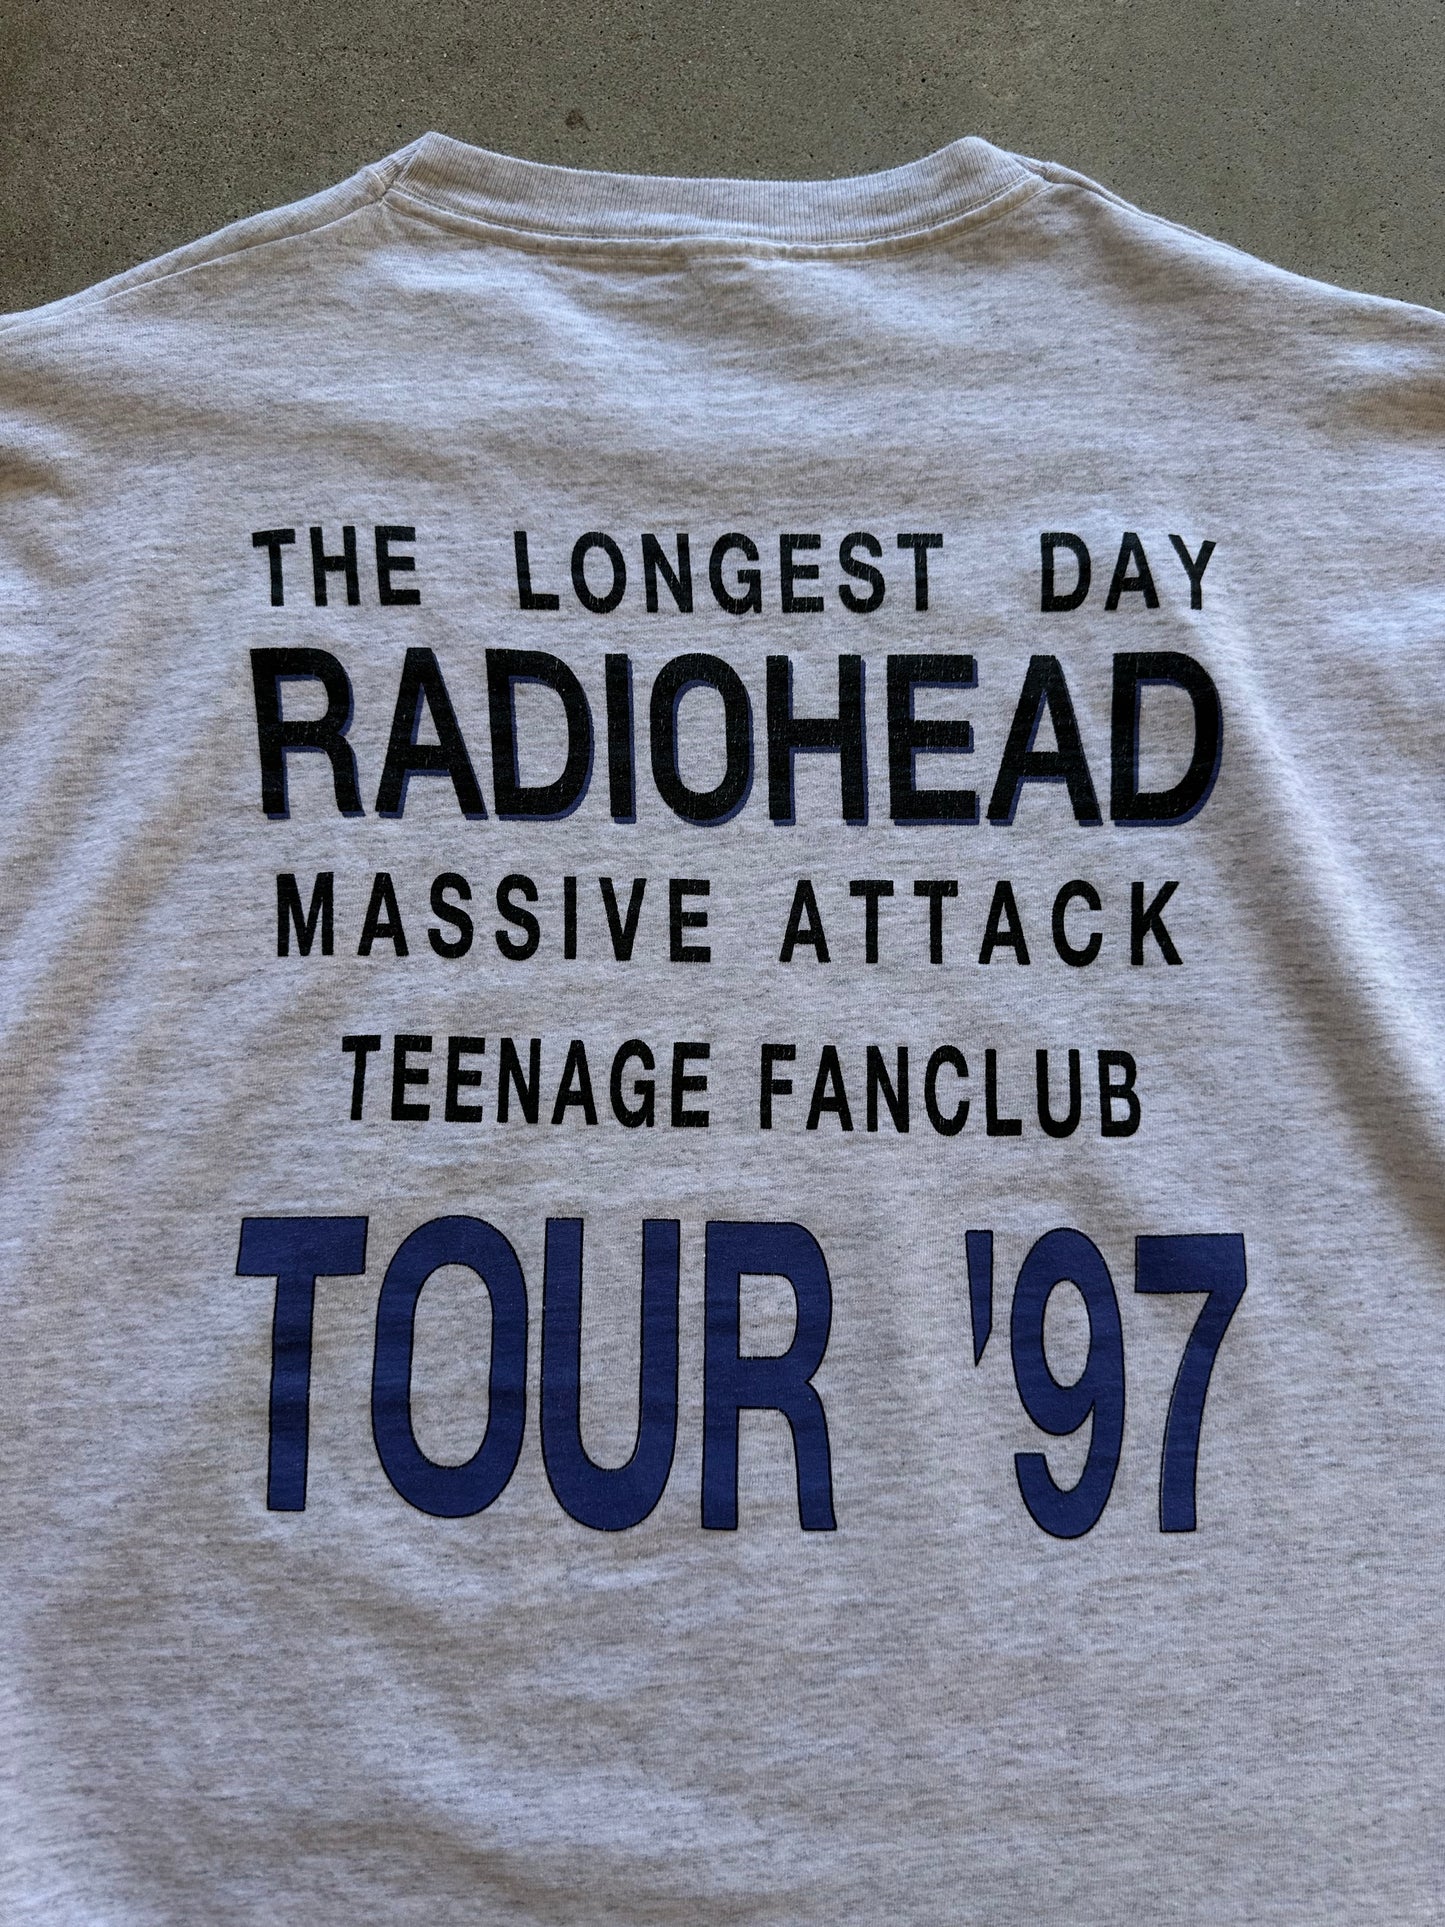 THE LONGEST DAY
RADIOHEAD
MASSIVE ATTACK
TEENAGE FANCLUB
TOUR '97